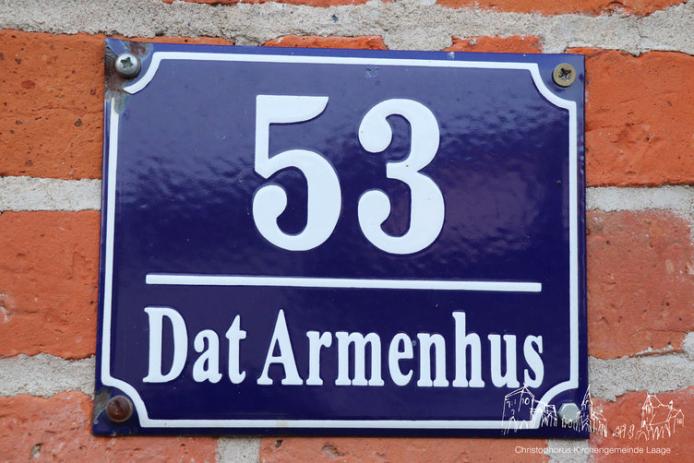 53
Dat Armenhus
Christophorus Kirchengemeinde Laage